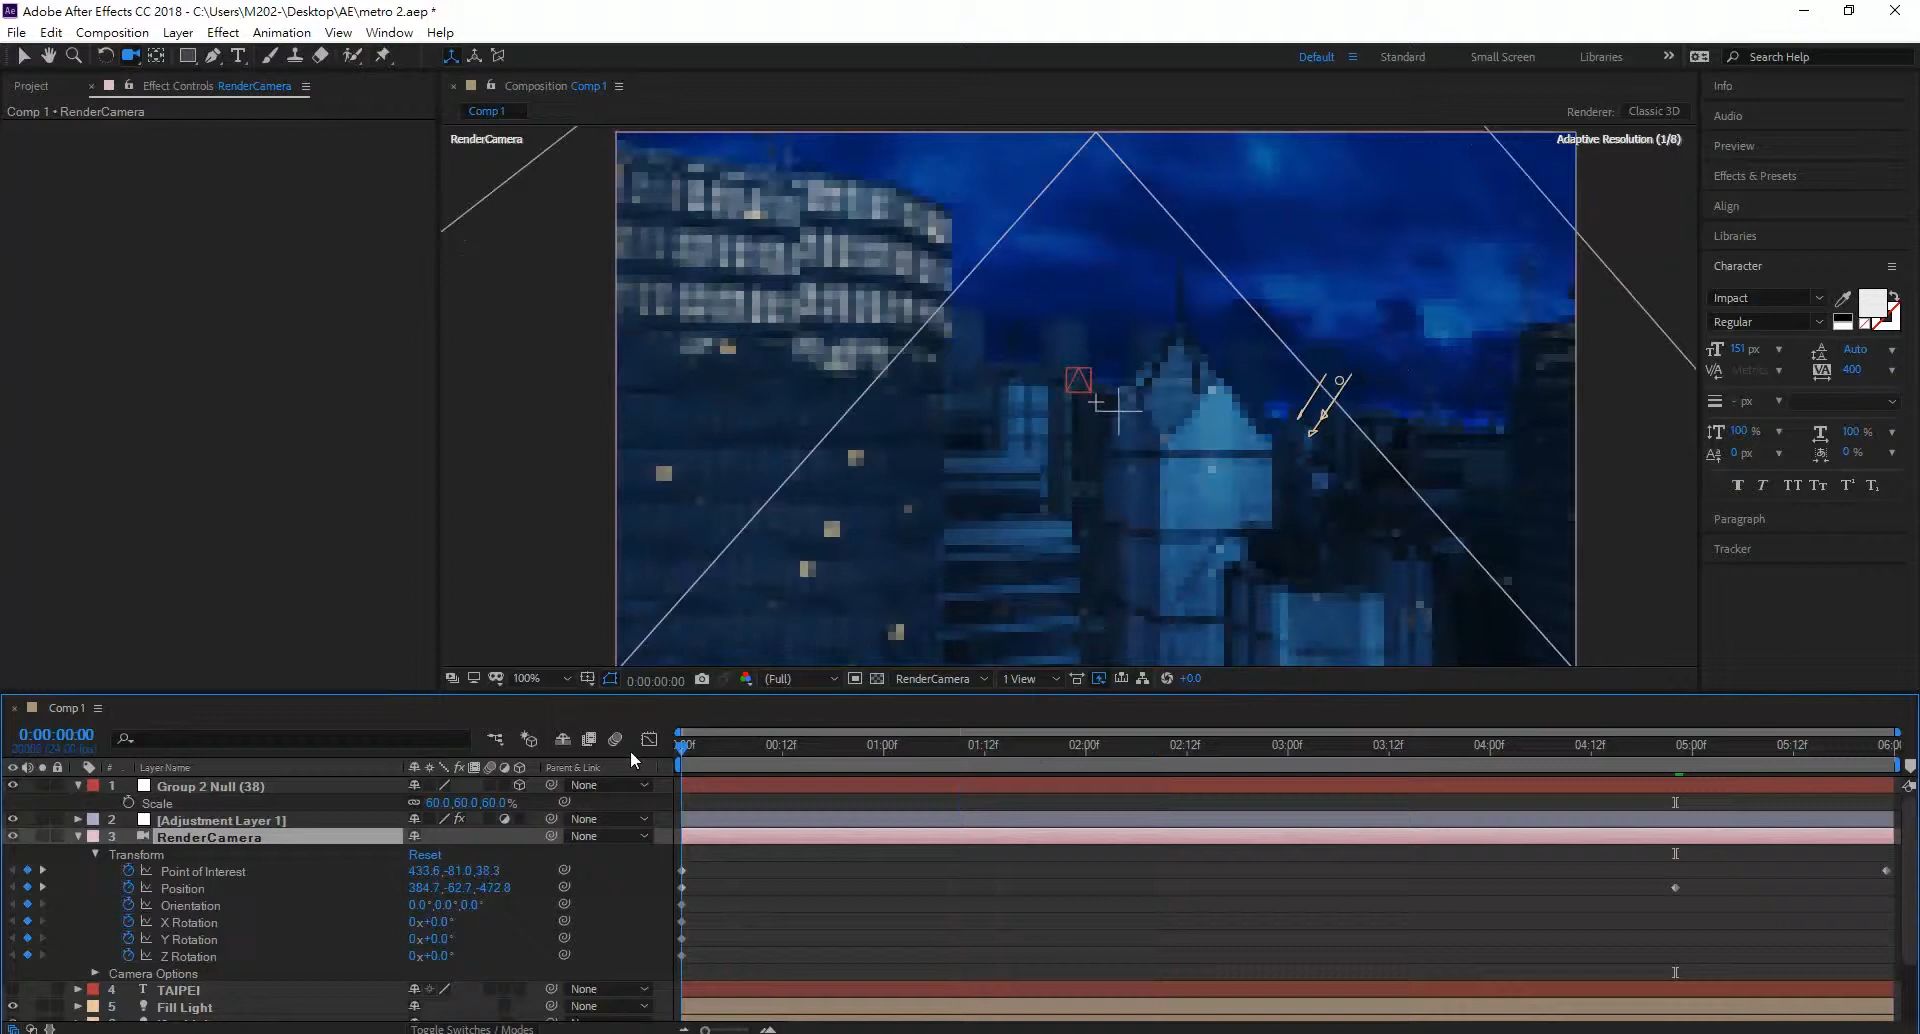 Adobe After Effects CC 2018 - C:\Users\M202-\Desktop\AE\metro 2.aep *
File Edit Composition Layer Effect Animation View Window Help
Default Standard Small Screen Libraries Search Help
Project Effect Controls RenderCamera
Composition Comp 1
Info
Comp 1 • RenderCamera
Comp 1
Renderer: Classic 3D
Audio
RenderCamera
Adaptive Resolution (1/8)
Preview
Effects & Presets
Align
Libraries
Character
Impact
Regular
151 px Auto
Metrics 400
- px
100 % 100 %
0 px 0 %
T T TT Tт T¹ T₁
Paragraph
Tracker
100% 0:00:00:00 (Full) RenderCamera 1 View +0.0
Comp 1
0:00:00:00
00:12f 01:00f 01:12f 02:00f 02:12f 03:00f 03:12f 04:00f 04:12f 05:00f 05:12f 06:00
# Layer Name fx Parent & Link
1 Group 2 Null (38) None
Scale 60.0,60.0,60.0%
2 [Adjustment Layer 1] fx None
3 RenderCamera None
Transform Reset
Point of Interest 433.6,-81.0,38.3
Position 384.7,-62.7,-472.8
Orientation 0.0°,0.0°,0.0°
X Rotation 0x+0.0°
Y Rotation 0x+0.0°
Z Rotation 0x+0.0°
Camera Options
4 T TAIPEI None
5 Fill Light None
Toggle Switches / Modes